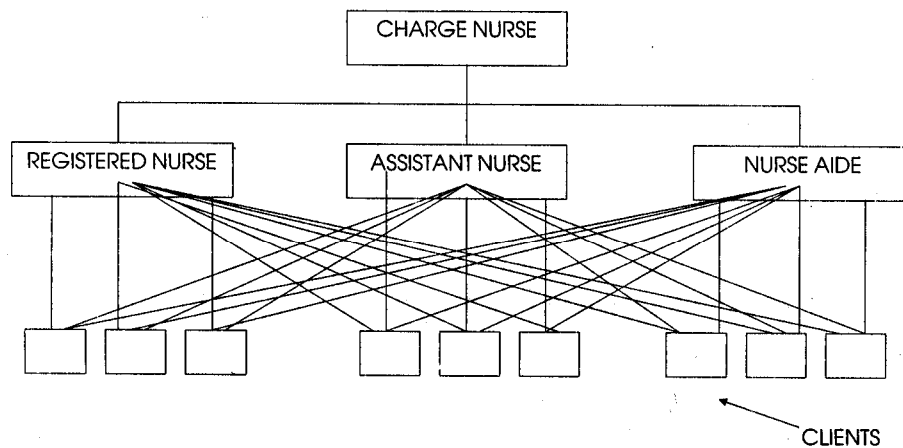 CHARGE NURSE
REGISTERED NURSE
ASSISTANT NURSE
NURSE AIDE
CLIENTS